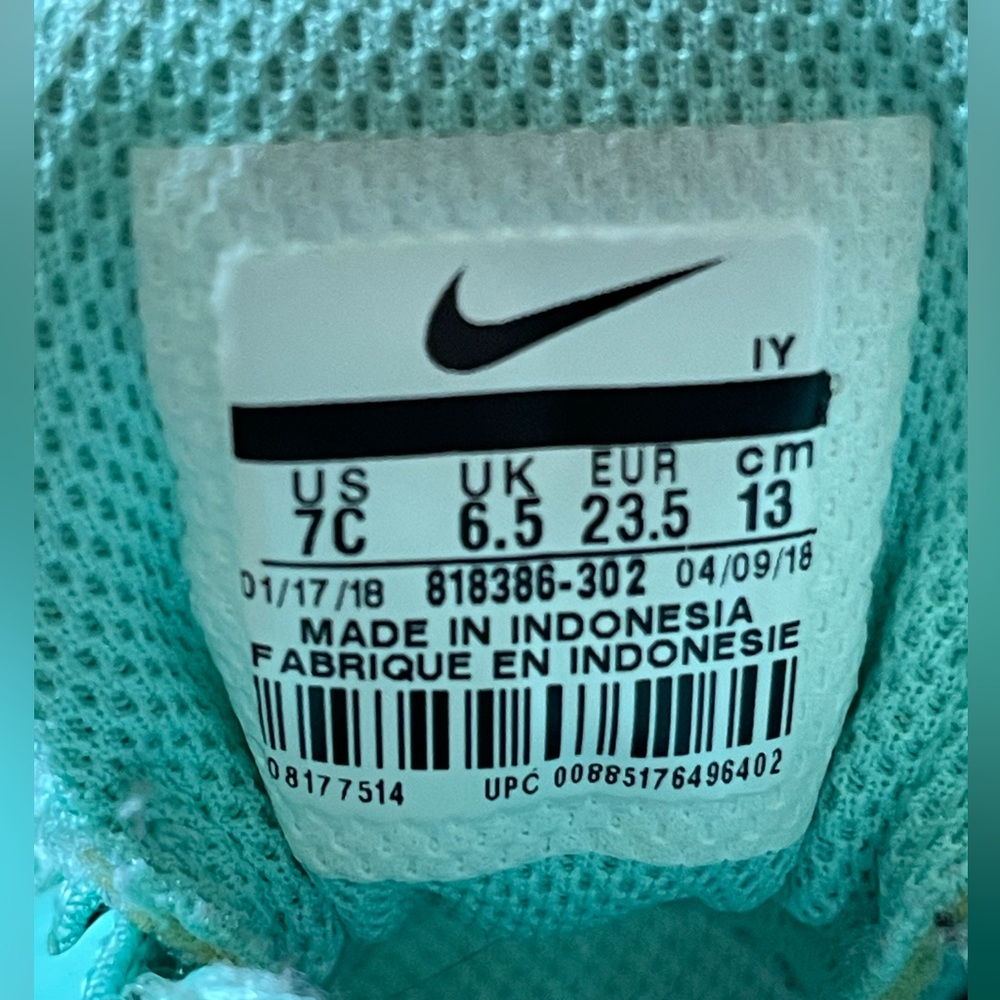 IY
US UK EUR cm
7C 6.5 23.5 13
01/17/18 818386-302 04/09/18
MADE IN INDONESIA
FABRIQUE EN INDONESIE
08177514 UPC 00885176496402